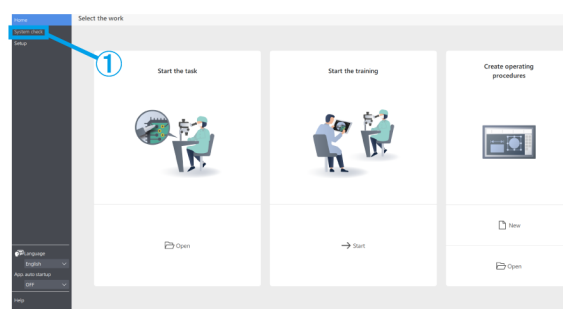 Home
Select the work
System check
Setup
①
Start the task
Start the training
Create operating
procedures
New
Open
Start
Open
Language
English
App. auto startup
OFF
Help